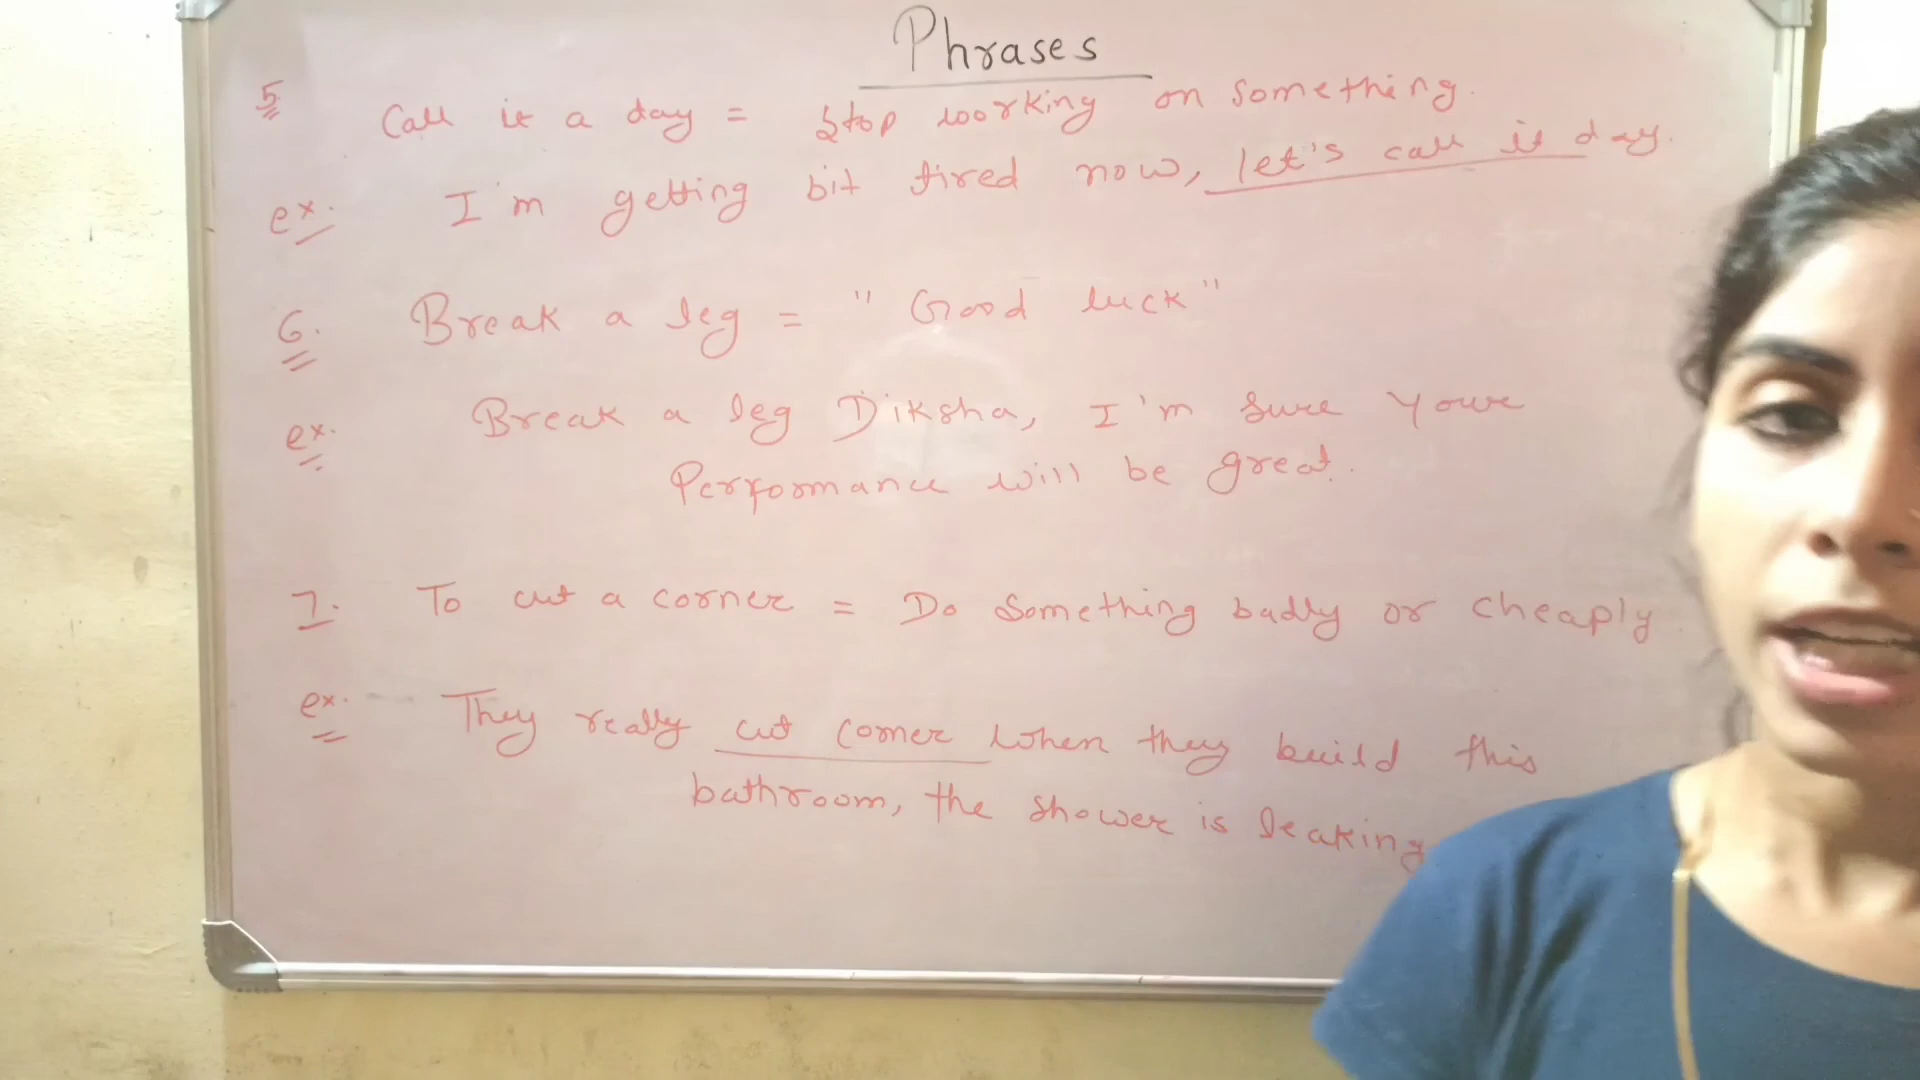 Phrases
5 Call it a day = Stop working on something.
ex. I'm getting bit tired now, let's call it day.
6. Break a leg = "Good luck"
ex. Break a leg Diksha, I'm sure your
Performance will be great.
7. To cut a corner = Do Something badly or cheaply
ex. They really cut corner when they build this
bathroom, the shower is leaking